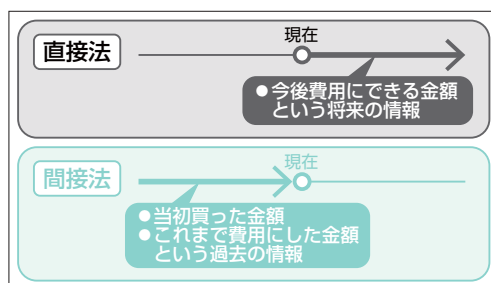 直接法
現在
●今後費用にできる金額
という将来の情報
間接法
現在
●当初買った金額
●これまで費用にした金額
という過去の情報